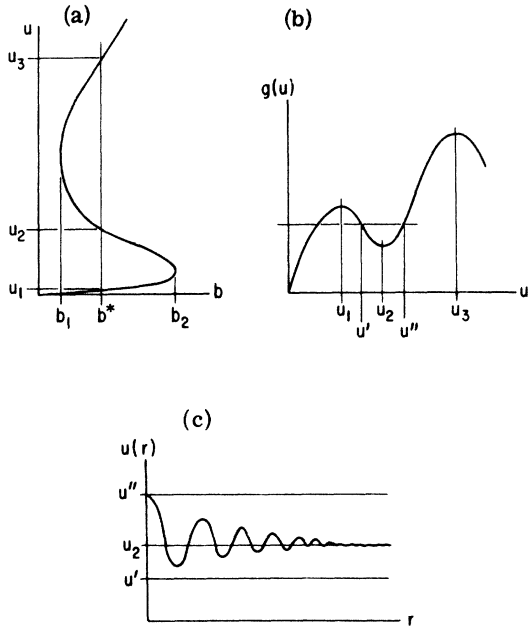 (a)
u
u₃
u₂
u₁
b₁
b*
b₂
b
(b)
g(u)
u₁
u'
u₂
u''
u₃
u
(c)
u(r)
u''
u₂
u'
r